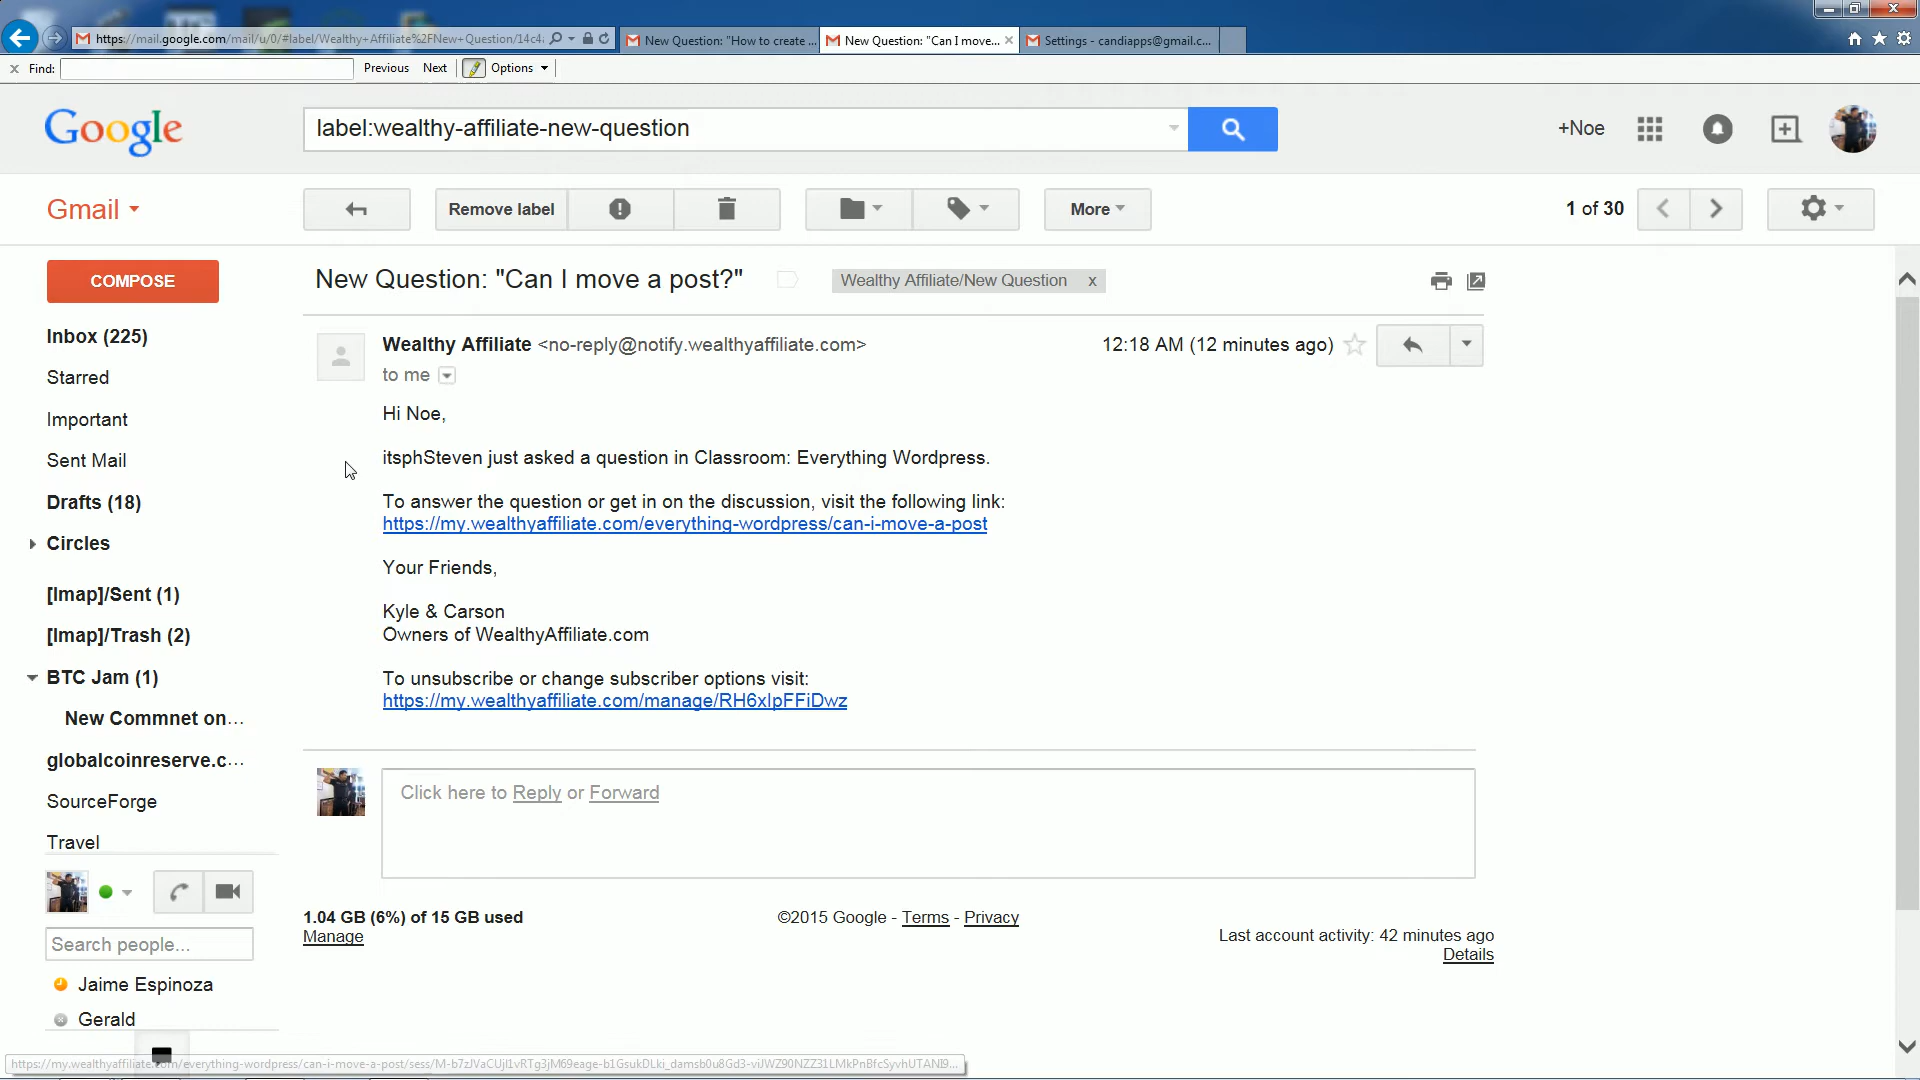 https://mail.google.com/mail/u/0/#label/Wealthy+Affiliate%2FNew+Question/14c4
New Question: "How to create ...
New Question: "Can I move...
Settings - candiapps@gmail.c...
x Find:
Previous Next Options
Google
label:wealthy-affiliate-new-question
+Noe
Gmail
Remove label
More
1 of 30
COMPOSE
New Question: "Can I move a post?"
Wealthy Affiliate/New Question x
Inbox (225)
Starred
Important
Sent Mail
Drafts (18)
Circles
[Imap]/Sent (1)
[Imap]/Trash (2)
BTC Jam (1)
New Commnet on...
globalcoinreserve.c...
SourceForge
Travel
Search people...
Jaime Espinoza
Gerald
Wealthy Affiliate <no-reply@notify.wealthyaffiliate.com>
12:18 AM (12 minutes ago)
to me
Hi Noe,
itsphSteven just asked a question in Classroom: Everything Wordpress.
To answer the question or get in on the discussion, visit the following link:
https://my.wealthyaffiliate.com/everything-wordpress/can-i-move-a-post
Your Friends,
Kyle & Carson
Owners of WealthyAffiliate.com
To unsubscribe or change subscriber options visit:
https://my.wealthyaffiliate.com/manage/RH6xIpFFiDwz
Click here to Reply or Forward
1.04 GB (6%) of 15 GB used
Manage
©2015 Google - Terms - Privacy
Last account activity: 42 minutes ago
Details